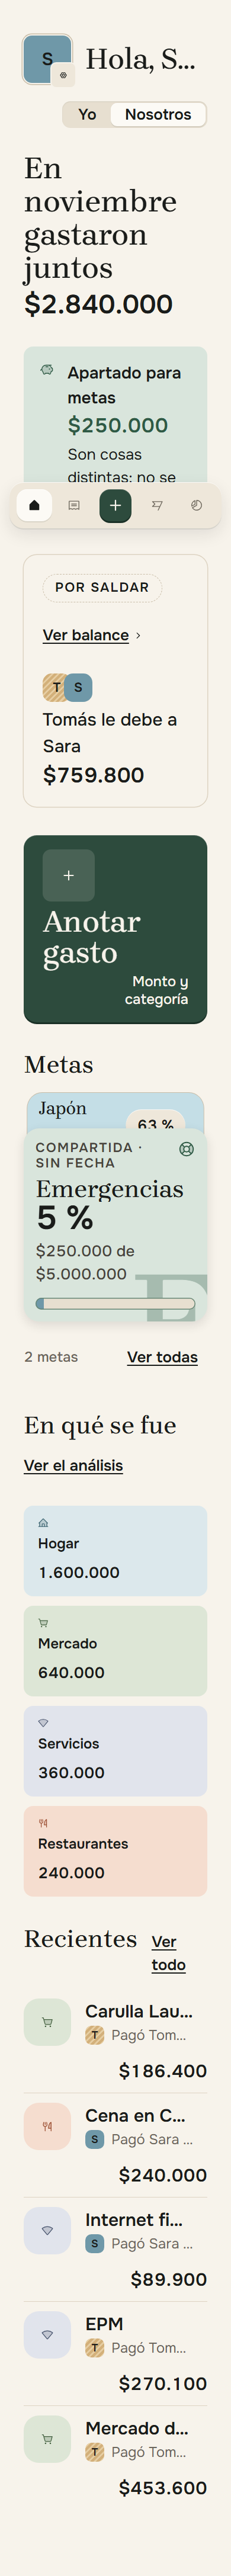 S
Hola, S...
Yo
Nosotros
En
noviembre
gastaron
juntos
$2.840.000
Apartado para
metas
$250.000
Son cosas
distintas: no se
POR SALDAR
Ver balance ›
T S
Tomás le debe a
Sara
$759.800
+
Anotar
gasto
Monto y
categoría
Metas
Japón
63 %
COMPARTIDA ·
SIN FECHA
Emergencias
5 %
$250.000 de
$5.000.000
E
2 metas
Ver todas
En qué se fue
Ver el análisis
Hogar
1.600.000
Mercado
640.000
Servicios
360.000
Restaurantes
240.000
Recientes
Ver
todo
Carulla Lau...
T Pagó Tom...
$186.400
Cena en C...
S Pagó Sara ...
$240.000
Internet fi...
S Pagó Sara ...
$89.900
EPM
T Pagó Tom...
$270.100
Mercado d...
T Pagó Tom...
$453.600